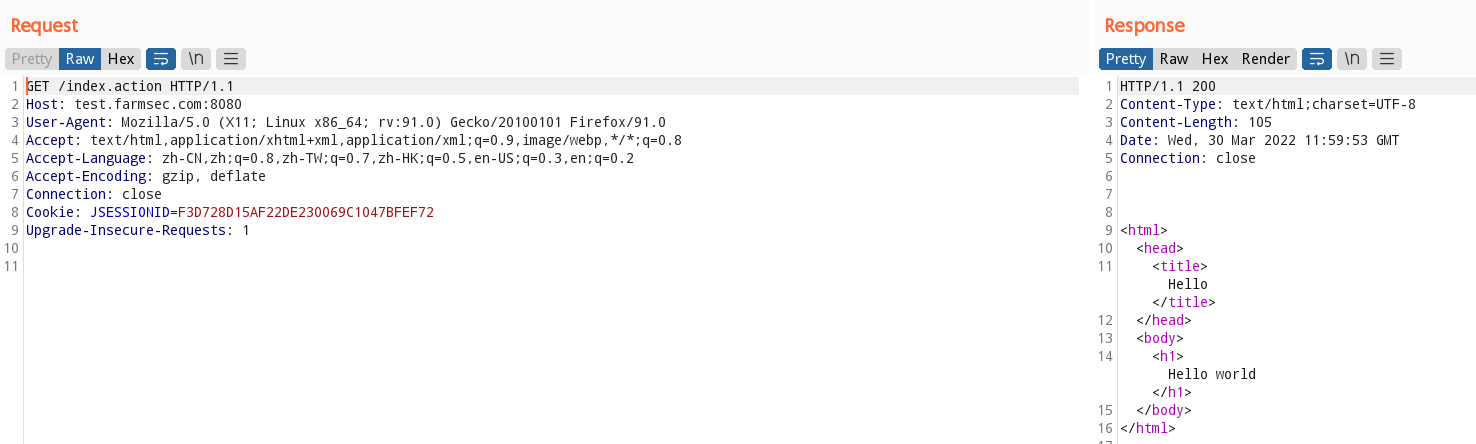 Request
Pretty Raw Hex \n
1 GET /index.action HTTP/1.1
2 Host: test.farmsec.com:8080
3 User-Agent: Mozilla/5.0 (X11; Linux x86_64; rv:91.0) Gecko/20100101 Firefox/91.0
4 Accept: text/html,application/xhtml+xml,application/xml;q=0.9,image/webp,*/*;q=0.8
5 Accept-Language: zh-CN,zh;q=0.8,zh-TW;q=0.7,zh-HK;q=0.5,en-US;q=0.3,en;q=0.2
6 Accept-Encoding: gzip, deflate
7 Connection: close
8 Cookie: JSESSIONID=F3D728D15AF22DE230069C1047BFEF72
9 Upgrade-Insecure-Requests: 1
10
11
Response
Pretty Raw Hex Render \n
1 HTTP/1.1 200
2 Content-Type: text/html;charset=UTF-8
3 Content-Length: 105
4 Date: Wed, 30 Mar 2022 11:59:53 GMT
5 Connection: close
6
7
8
9 <html>
10 <head>
11 <title>
Hello
</title>
12 </head>
13 <body>
14 <h1>
Hello world
</h1>
15 </body>
16 </html>